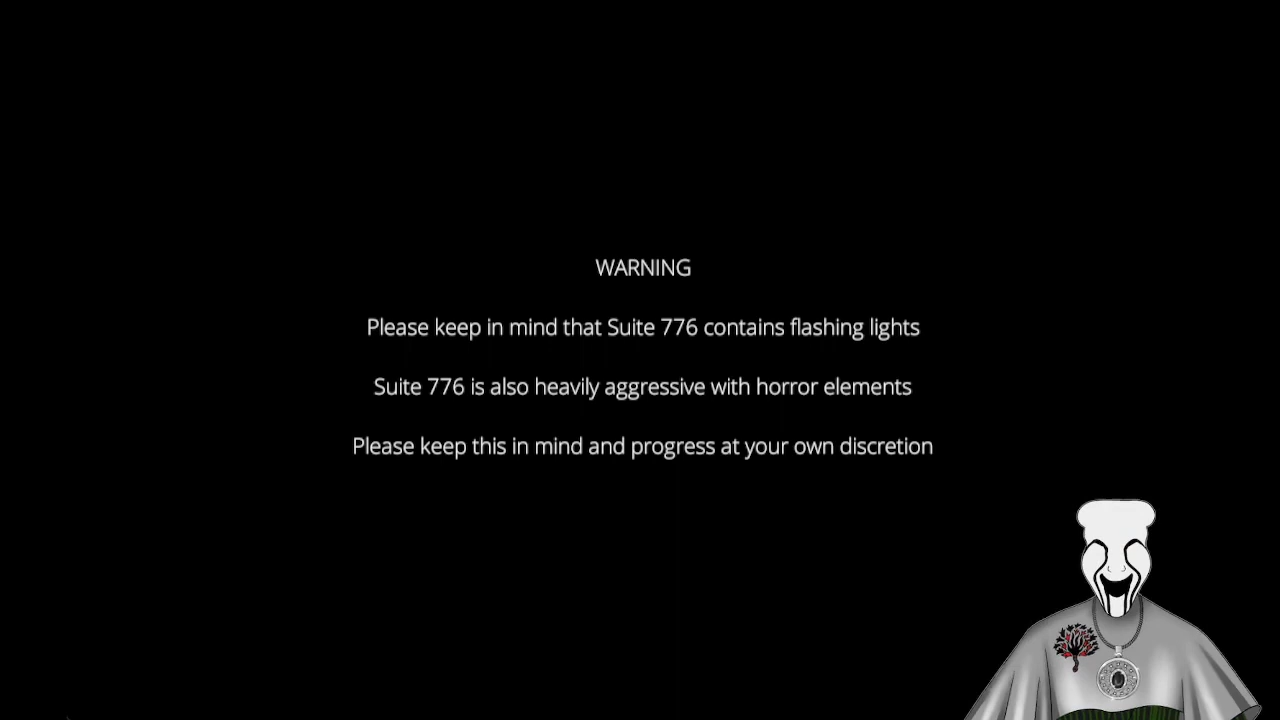 WARNING
Please keep in mind that Suite 776 contains flashing lights
Suite 776 is also heavily aggressive with horror elements
Please keep this in mind and progress at your own discretion